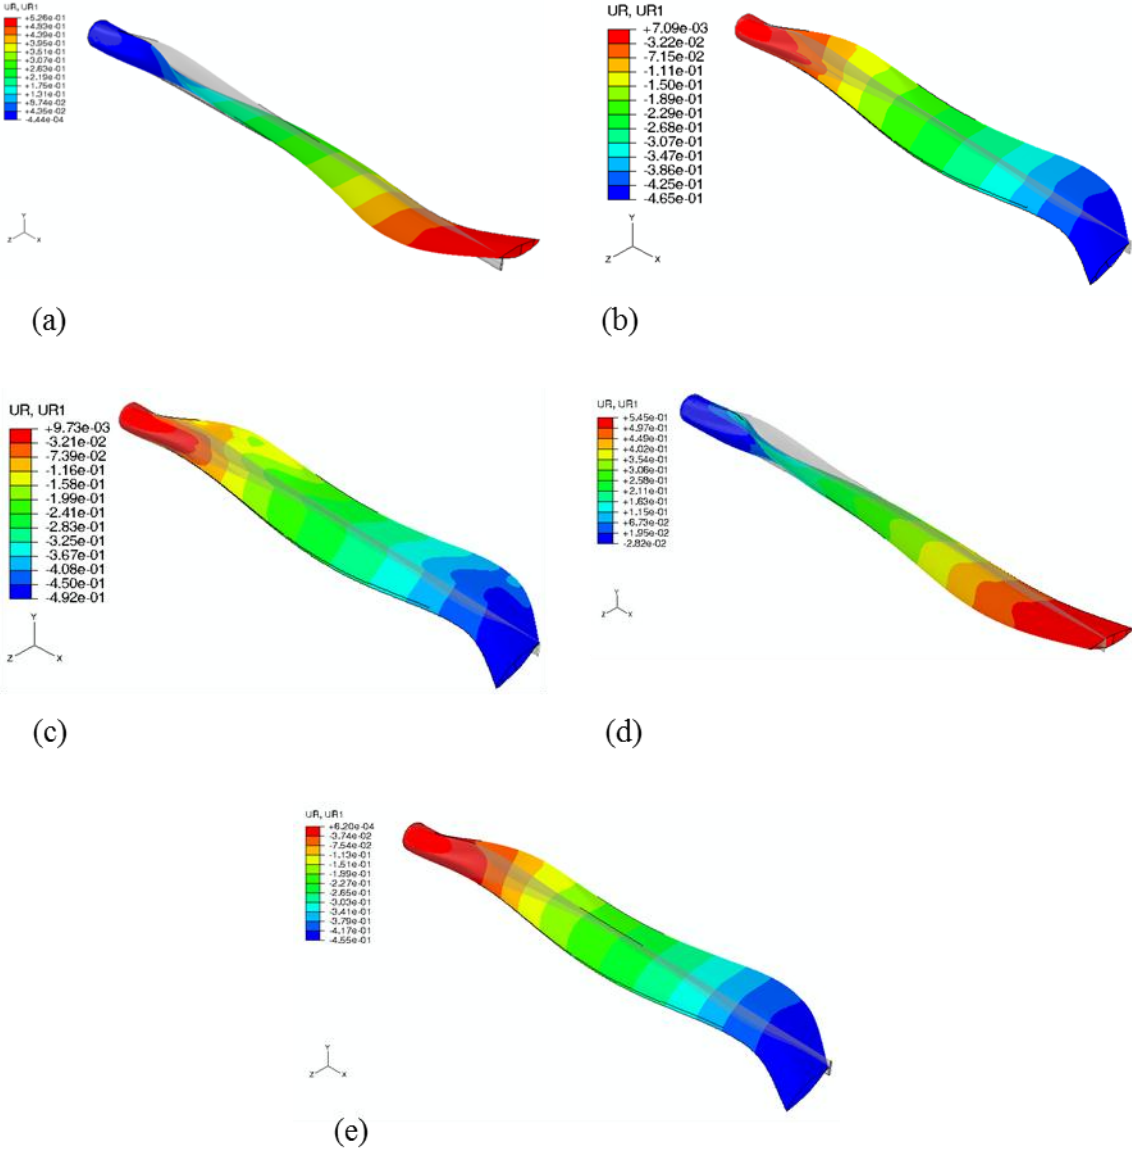 UR, UR1
+5.26e-01
+4.83e-01
+4.39e-01
+3.95e-01
+3.51e-01
+3.07e-01
+2.63e-01
+2.19e-01
+1.75e-01
+1.31e-01
+8.74e-02
+4.35e-02
-4.44e-04
Y
Z
X
(a)
UR, UR1
+7.09e-03
-3.22e-02
-7.15e-02
-1.11e-01
-1.50e-01
-1.89e-01
-2.29e-01
-2.68e-01
-3.07e-01
-3.47e-01
-3.86e-01
-4.25e-01
-4.65e-01
Y
Z
X
(b)
UR, UR1
+9.73e-03
-3.21e-02
-7.39e-02
-1.16e-01
-1.58e-01
-1.99e-01
-2.41e-01
-2.83e-01
-3.25e-01
-3.67e-01
-4.08e-01
-4.50e-01
-4.92e-01
Y
Z
X
(c)
UR, UR1
+5.45e-01
+4.97e-01
+4.49e-01
+4.02e-01
+3.54e-01
+3.06e-01
+2.58e-01
+2.11e-01
+1.63e-01
+1.15e-01
+6.73e-02
+1.95e-02
-2.82e-02
Y
Z
X
(d)
UR, UR1
+6.20e-04
-3.74e-02
-7.54e-02
-1.13e-01
-1.51e-01
-1.89e-01
-2.27e-01
-2.65e-01
-3.03e-01
-3.41e-01
-3.79e-01
-4.17e-01
-4.55e-01
Y
Z
X
(e)